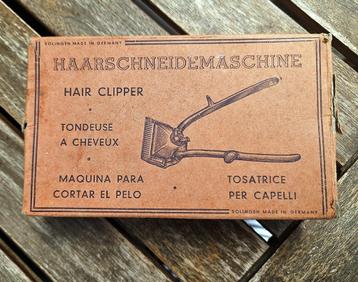 SOLINGEN MADE IN GERMANY
HAARSCHNEIDEMASCHINE
HAIR CLIPPER
TONDEUSE
A CHEVEUX
MAQUINA PARA
CORTAR EL PELO
TOSATRICE
PER CAPELLI
SOLINGEN MADE IN GERMANY